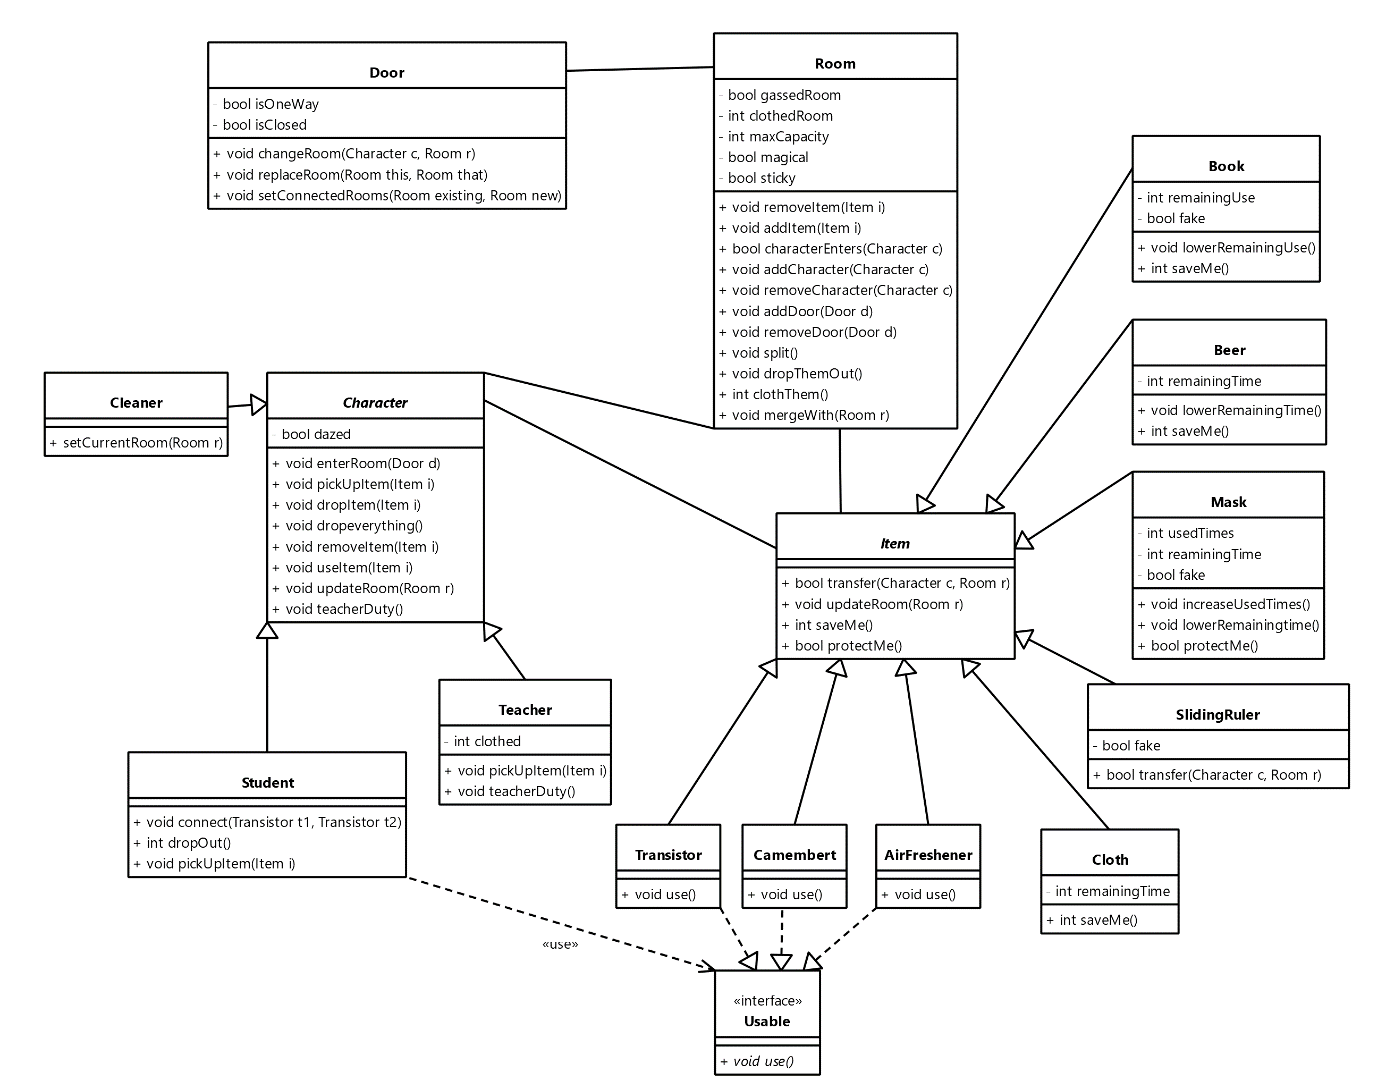 Door
- bool isOneWay
- bool isClosed
+ void changeRoom(Character c, Room r)
+ void replaceRoom(Room this, Room that)
+ void setConnectedRooms(Room existing, Room new)
Room
- bool gassedRoom
- int clothedRoom
- int maxCapacity
- bool magical
- bool sticky
+ void removeItem(Item i)
+ void addItem(Item i)
+ bool characterEnters(Character c)
+ void addCharacter(Character c)
+ void removeCharacter(Character c)
+ void addDoor(Door d)
+ void removeDoor(Door d)
+ void split()
+ void dropThemOut()
+ int clothThem()
+ void mergeWith(Room r)
Book
- int remainingUse
- bool fake
+ void lowerRemainingUse()
+ int saveMe()
Beer
- int remainingTime
+ void lowerRemainingTime()
+ int saveMe()
Cleaner
+ setCurrentRoom(Room r)
Character
- bool dazed
+ void enterRoom(Door d)
+ void pickUpItem(Item i)
+ void dropItem(Item i)
+ void dropeverything()
+ void removeItem(Item i)
+ void useItem(Item i)
+ void updateRoom(Room r)
+ void teacherDuty()
Mask
- int usedTimes
- int reaminingTime
- bool fake
+ void increaseUsedTimes()
+ void lowerRemainingtime()
+ bool protectMe()
Item
+ bool transfer(Character c, Room r)
+ void updateRoom(Room r)
+ int saveMe()
+ bool protectMe()
Teacher
- int clothed
+ void pickUpItem(Item i)
+ void teacherDuty()
SlidingRuler
- bool fake
+ bool transfer(Character c, Room r)
Student
+ void connect(Transistor t1, Transistor t2)
+ int dropOut()
+ void pickUpItem(Item i)
Transistor
+ void use()
Camembert
+ void use()
AirFreshener
+ void use()
Cloth
- int remainingTime
+ int saveMe()
«use»
«interface»
Usable
+ void use()